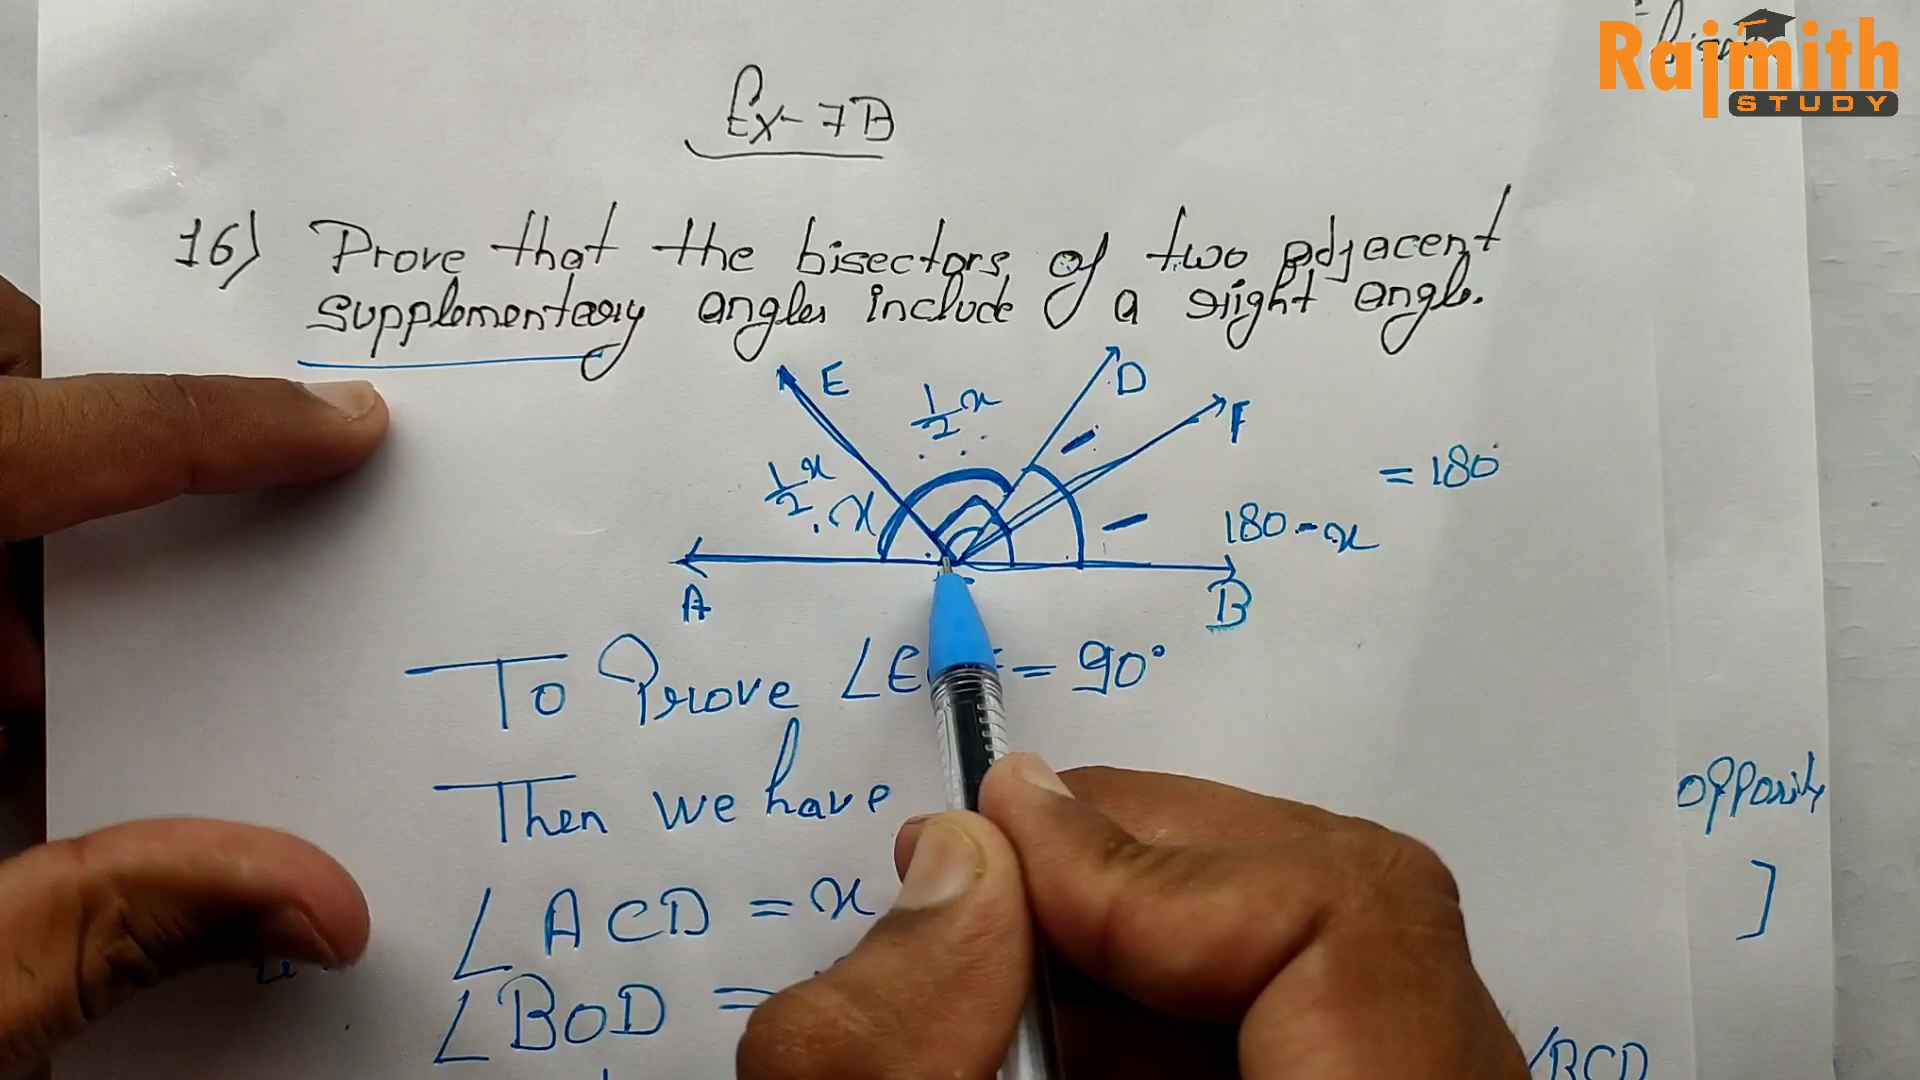 Rajmith
STUDY
Ex-7B
16) Prove that the bisectors of two adjacent
supplementary angles include a right angle.
E
1/2 x
D
F
1/2 x
x
= 180°
180 - x
A
B
To Prove ∠E = 90°
Then we have
opposite
∠ACD = x
]
∠BOD =
∠BCD